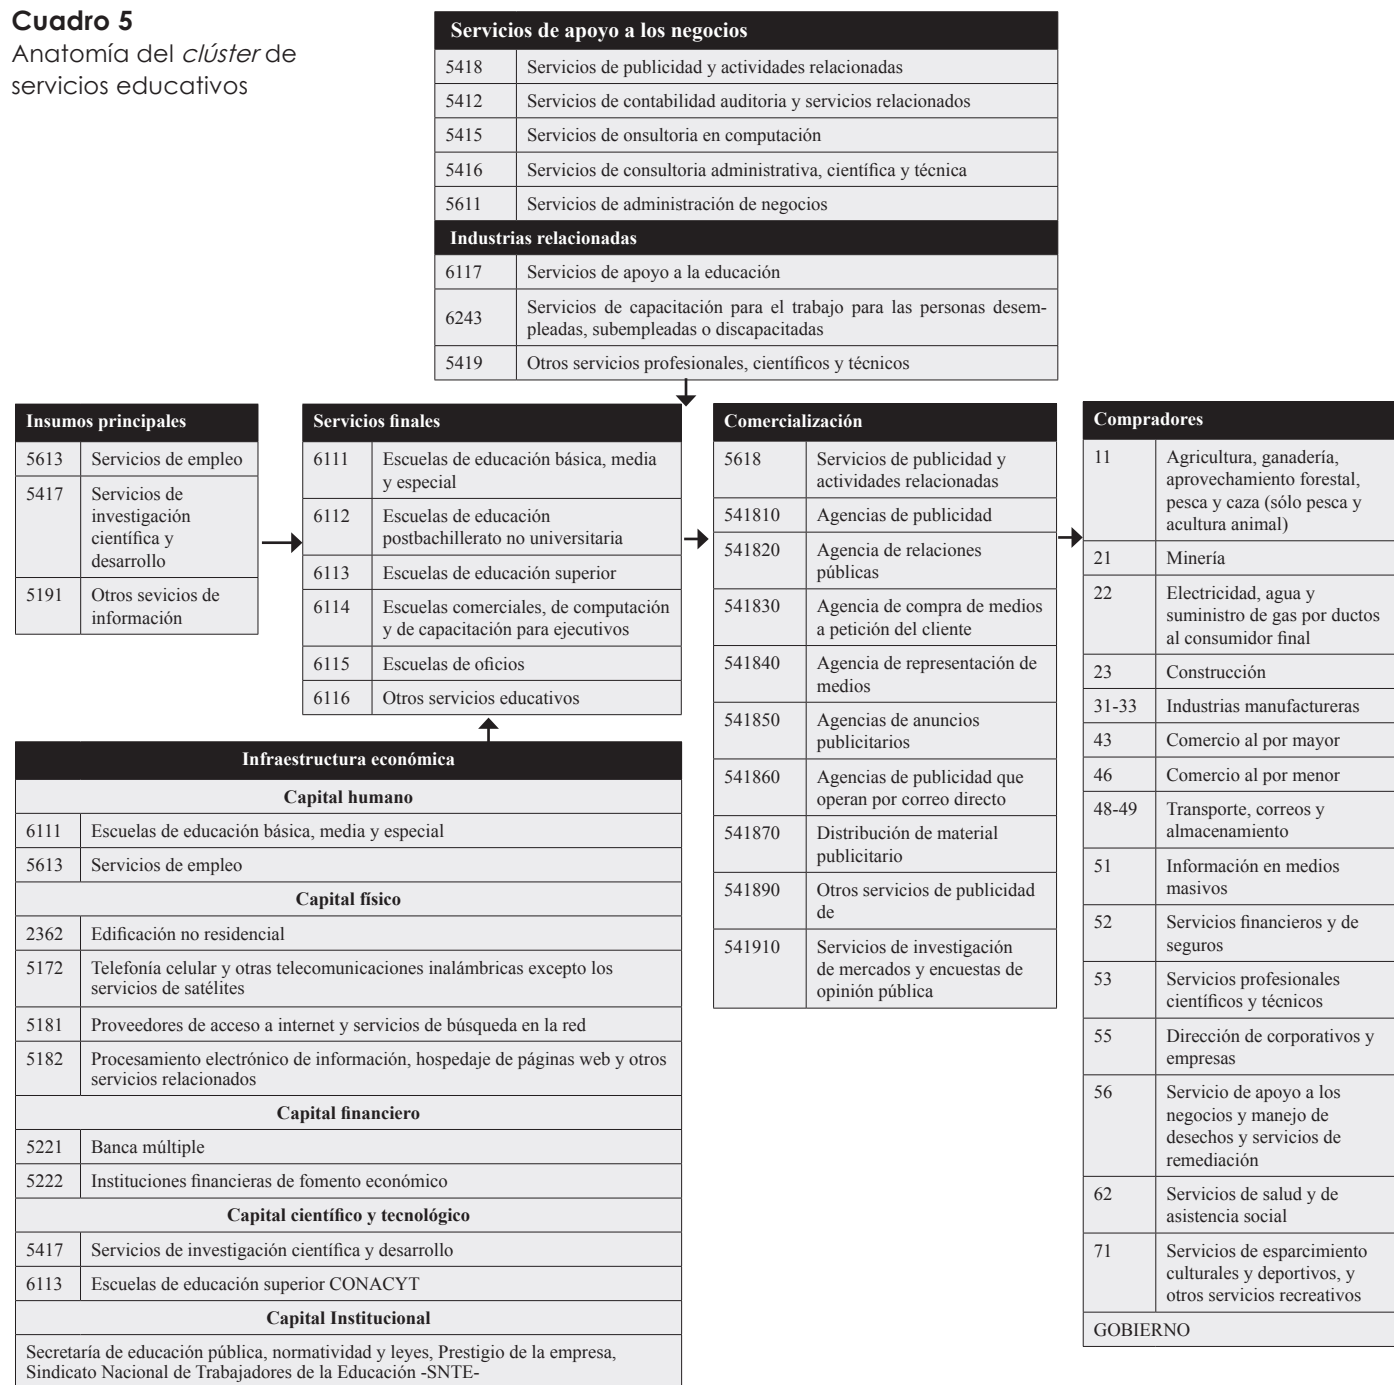 Cuadro 5
Anatomía del clúster de
servicios educativos
Servicios de apoyo a los negocios
5418 Servicios de publicidad y actividades relacionadas
5412 Servicios de contabilidad auditoria y servicios relacionados
5415 Servicios de onsultoria en computación
5416 Servicios de consultoria administrativa, científica y técnica
5611 Servicios de administración de negocios
Industrias relacionadas
6117 Servicios de apoyo a la educación
6243 Servicios de capacitación para el trabajo para las personas desem-
pleadas, subempleadas o discapacitadas
5419 Otros servicios profesionales, científicos y técnicos
Insumos principales
5613 Servicios de empleo
5417 Servicios de
investigación
científica y
desarrollo
5191 Otros sevicios de
información
Servicios finales
6111 Escuelas de educación básica, media
y especial
6112 Escuelas de educación
postbachillerato no universitaria
6113 Escuelas de educación superior
6114 Escuelas comerciales, de computación
y de capacitación para ejecutivos
6115 Escuelas de oficios
6116 Otros servicios educativos
Comercialización
5618 Servicios de publicidad y
actividades relacionadas
541810 Agencias de publicidad
541820 Agencia de relaciones
públicas
541830 Agencia de compra de medios
a petición del cliente
541840 Agencia de representación de
medios
541850 Agencias de anuncios
publicitarios
541860 Agencias de publicidad que
operan por correo directo
541870 Distribución de material
publicitario
541890 Otros servicios de publicidad
de
541910 Servicios de investigación
de mercados y encuestas de
opinión pública
Compradores
11 Agricultura, ganadería,
aprovechamiento forestal,
pesca y caza (sólo pesca y
acultura animal)
21 Minería
22 Electricidad, agua y
suministro de gas por ductos
al consumidor final
23 Construcción
31-33 Industrias manufactureras
43 Comercio al por mayor
46 Comercio al por menor
48-49 Transporte, correos y
almacenamiento
51 Información en medios
masivos
52 Servicios financieros y de
seguros
53 Servicios profesionales
científicos y técnicos
55 Dirección de corporativos y
empresas
56 Servicio de apoyo a los
negocios y manejo de
desechos y servicios de
remediación
62 Servicios de salud y de
asistencia social
71 Servicios de esparcimiento
culturales y deportivos, y
otros servicios recreativos
GOBIERNO
Infraestructura económica
Capital humano
6111 Escuelas de educación básica, media y especial
5613 Servicios de empleo
Capital físico
2362 Edificación no residencial
5172 Telefonía celular y otras telecomunicaciones inalámbricas excepto los
servicios de satélites
5181 Proveedores de acceso a internet y servicios de búsqueda en la red
5182 Procesamiento electrónico de información, hospedaje de páginas web y otros
servicios relacionados
Capital financiero
5221 Banca múltiple
5222 Instituciones financieras de fomento económico
Capital científico y tecnológico
5417 Servicios de investigación científica y desarrollo
6113 Escuelas de educación superior CONACYT
Capital Institucional
Secretaría de educación pública, normatividad y leyes, Prestigio de la empresa,
Sindicato Nacional de Trabajadores de la Educación -SNTE-